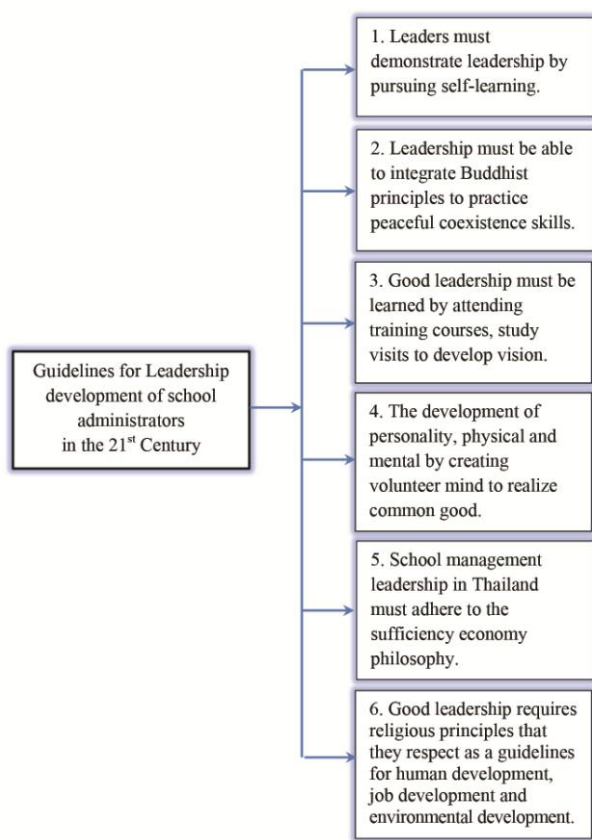 1. Leaders must
demonstrate leadership by
pursuing self-learning.
2. Leadership must be able
to integrate Buddhist
principles to practice
peaceful coexistence skills.
3. Good leadership must be
learned by attending
training courses, study
visits to develop vision.
Guidelines for Leadership
development of school
administrators
in the 21st Century
4. The development of
personality, physical and
mental by creating
volunteer mind to realize
common good.
5. School management
leadership in Thailand
must adhere to the
sufficiency economy
philosophy.
6. Good leadership requires
religious principles that
they respect as a guidelines
for human development,
job development and
environmental development.